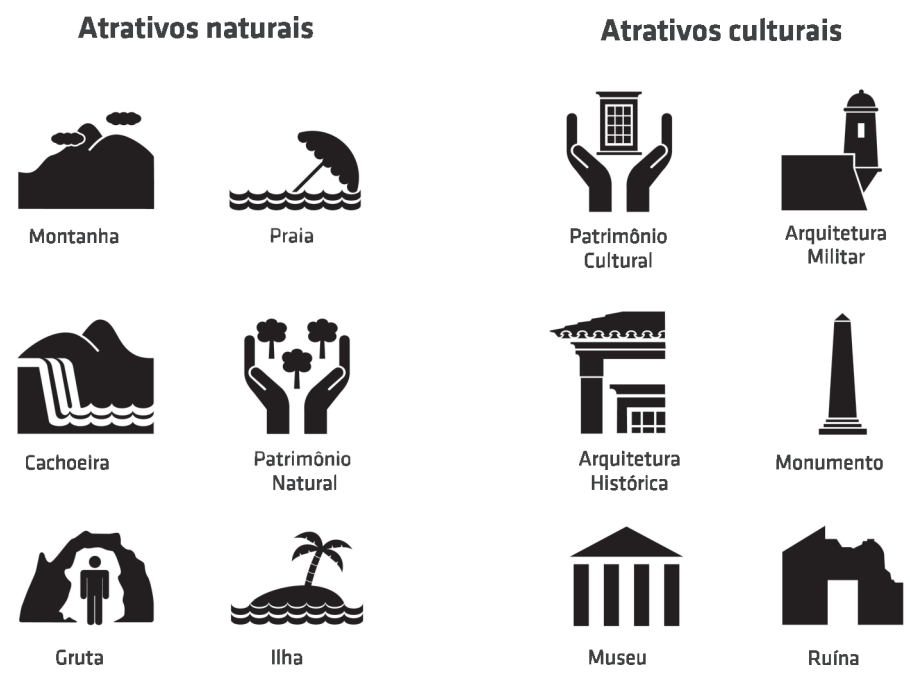 Atrativos naturais
Montanha
Praia
Cachoeira
Patrimônio
Natural
Gruta
Ilha
Atrativos culturais
Patrimônio
Cultural
Arquitetura
Militar
Arquitetura
Histórica
Monumento
Museu
Ruína